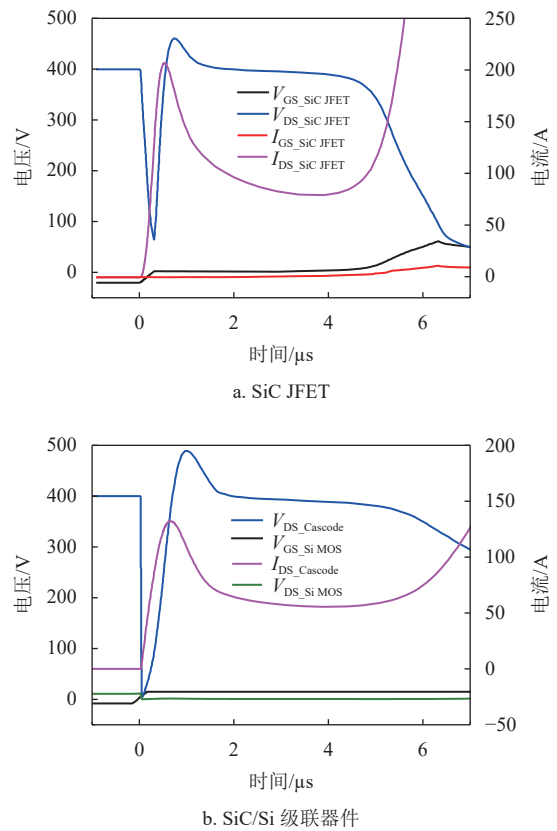 500
400
300
200
100
0
电压/V
250
200
150
100
50
0
电流/A
V_GS_SiC JFET
V_DS_SiC JFET
I_GS_SiC JFET
I_DS_SiC JFET
0 2 4 6
时间/μs
a. SiC JFET
500
400
300
200
100
0
电压/V
200
150
100
50
0
−50
电流/A
V_DS_Cascode
V_GS_Si MOS
I_DS_Cascode
V_DS_Si MOS
0 2 4 6
时间/μs
b. SiC/Si 级联器件